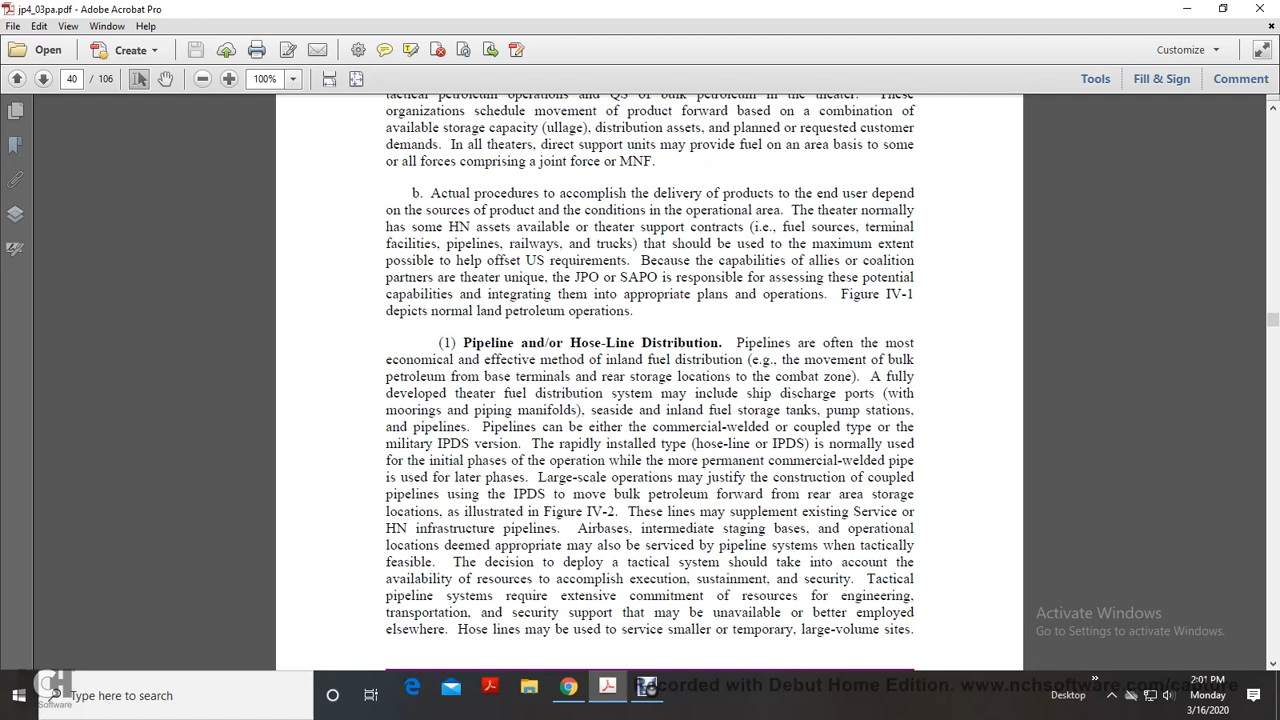 jp4_03pa.pdf - Adobe Acrobat Pro
File Edit View Window Help
Open Create Customize
40 / 106 100% Tools Fill & Sign Comment
tactical petroleum operations and QS of bulk petroleum in the theater. These
organizations schedule movement of product forward based on a combination of
available storage capacity (ullage), distribution assets, and planned or requested customer
demands. In all theaters, direct support units may provide fuel on an area basis to some
or all forces comprising a joint force or MNF.
b. Actual procedures to accomplish the delivery of products to the end user depend
on the sources of product and the conditions in the operational area. The theater normally
has some HN assets available or theater support contracts (i.e., fuel sources, terminal
facilities, pipelines, railways, and trucks) that should be used to the maximum extent
possible to help offset US requirements. Because the capabilities of allies or coalition
partners are theater unique, the JPO or SAPO is responsible for assessing these potential
capabilities and integrating them into appropriate plans and operations. Figure IV-1
depicts normal land petroleum operations.
(1) Pipeline and/or Hose-Line Distribution. Pipelines are often the most
economical and effective method of inland fuel distribution (e.g., the movement of bulk
petroleum from base terminals and rear storage locations to the combat zone). A fully
developed theater fuel distribution system may include ship discharge ports (with
moorings and piping manifolds), seaside and inland fuel storage tanks, pump stations,
and pipelines. Pipelines can be either the commercial-welded or coupled type or the
military IPDS version. The rapidly installed type (hose-line or IPDS) is normally used
for the initial phases of the operation while the more permanent commercial-welded pipe
is used for later phases. Large-scale operations may justify the construction of coupled
pipelines using the IPDS to move bulk petroleum forward from rear area storage
locations, as illustrated in Figure IV-2. These lines may supplement existing Service or
HN infrastructure pipelines. Airbases, intermediate staging bases, and operational
locations deemed appropriate may also be serviced by pipeline systems when tactically
feasible. The decision to deploy a tactical system should take into account the
availability of resources to accomplish execution, sustainment, and security. Tactical
pipeline systems require extensive commitment of resources for engineering,
transportation, and security support that may be unavailable or better employed
elsewhere. Hose lines may be used to service smaller or temporary, large-volume sites.
Activate Windows
Go to Settings to activate Windows.
NCH Software
Type here to search
Recorded with Debut Home Edition. www.nchsoftware.com/capture
Desktop
2:01 PM
Monday
3/16/2020